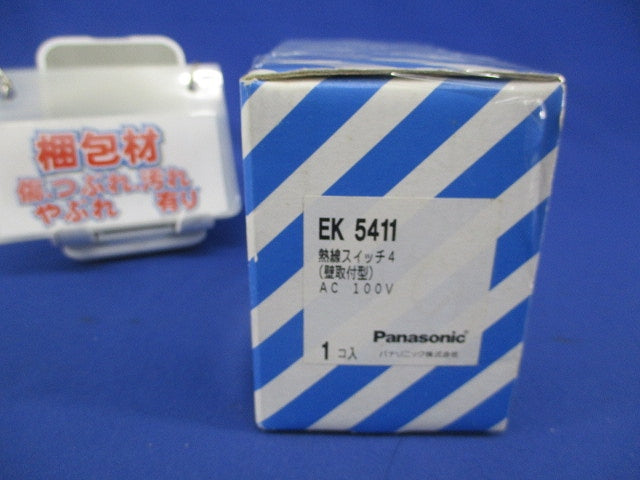 梱包材
傷,つぶれ,汚れ
やぶれ 有り
EK 5411
熱線スイッチ4
(壁取付型)
AC 100V
1 コ入
Panasonic®
パナソニック株式会社